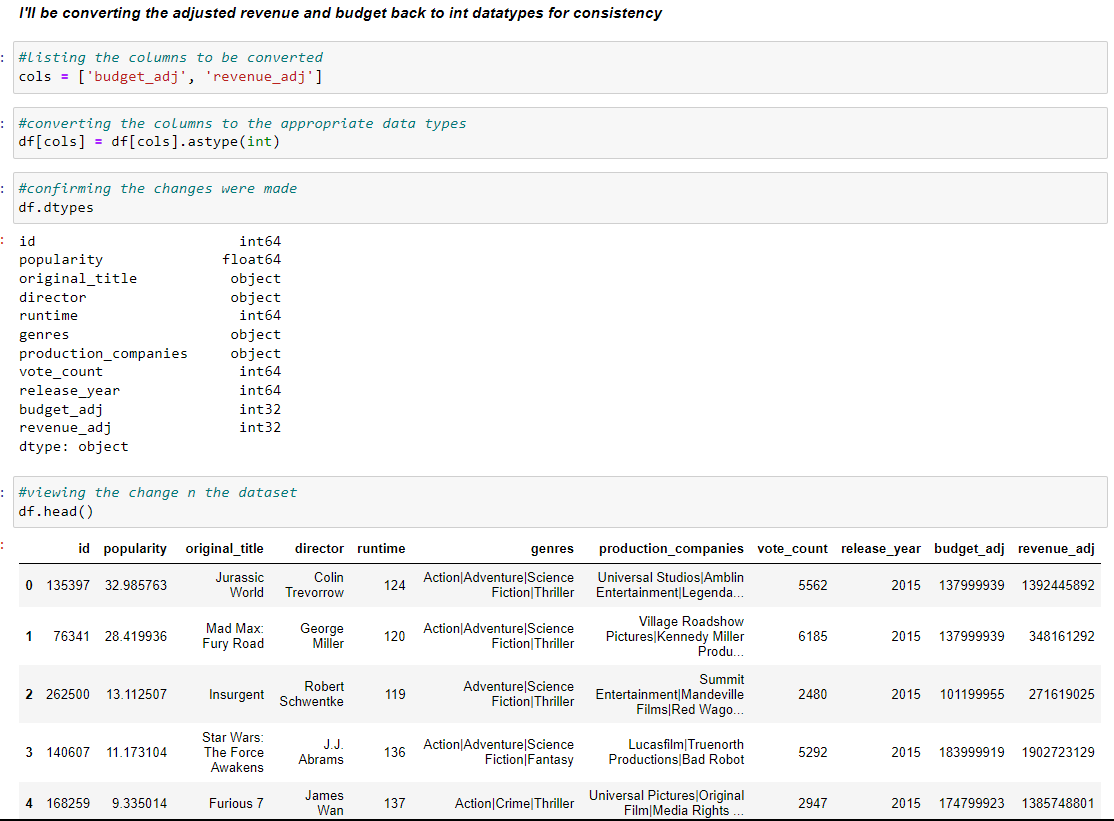 I'll be converting the adjusted revenue and budget back to int datatypes for consistency
: #listing the columns to be converted
cols = ['budget_adj', 'revenue_adj']
: #converting the columns to the appropriate data types
df[cols] = df[cols].astype(int)
: #confirming the changes were made
df.dtypes
: id int64
popularity float64
original_title object
director object
runtime int64
genres object
production_companies object
vote_count int64
release_year int64
budget_adj int32
revenue_adj int32
dtype: object
: #viewing the change n the dataset
df.head()
: id popularity original_title director runtime genres production_companies vote_count release_year budget_adj revenue_adj
0 135397 32.985763 Jurassic World Colin Trevorrow 124 Action|Adventure|Science Fiction|Thriller Universal Studios|Amblin Entertainment|Legenda... 5562 2015 137999939 1392445892
1 76341 28.419936 Mad Max: Fury Road George Miller 120 Action|Adventure|Science Fiction|Thriller Village Roadshow Pictures|Kennedy Miller Produ... 6185 2015 137999939 348161292
2 262500 13.112507 Insurgent Robert Schwentke 119 Adventure|Science Fiction|Thriller Summit Entertainment|Mandeville Films|Red Wago... 2480 2015 101199955 271619025
3 140607 11.173104 Star Wars: The Force Awakens J.J. Abrams 136 Action|Adventure|Science Fiction|Fantasy Lucasfilm|Truenorth Productions|Bad Robot 5292 2015 183999919 1902723129
4 168259 9.335014 Furious 7 James Wan 137 Action|Crime|Thriller Universal Pictures|Original Film|Media Rights ... 2947 2015 174799923 1385748801